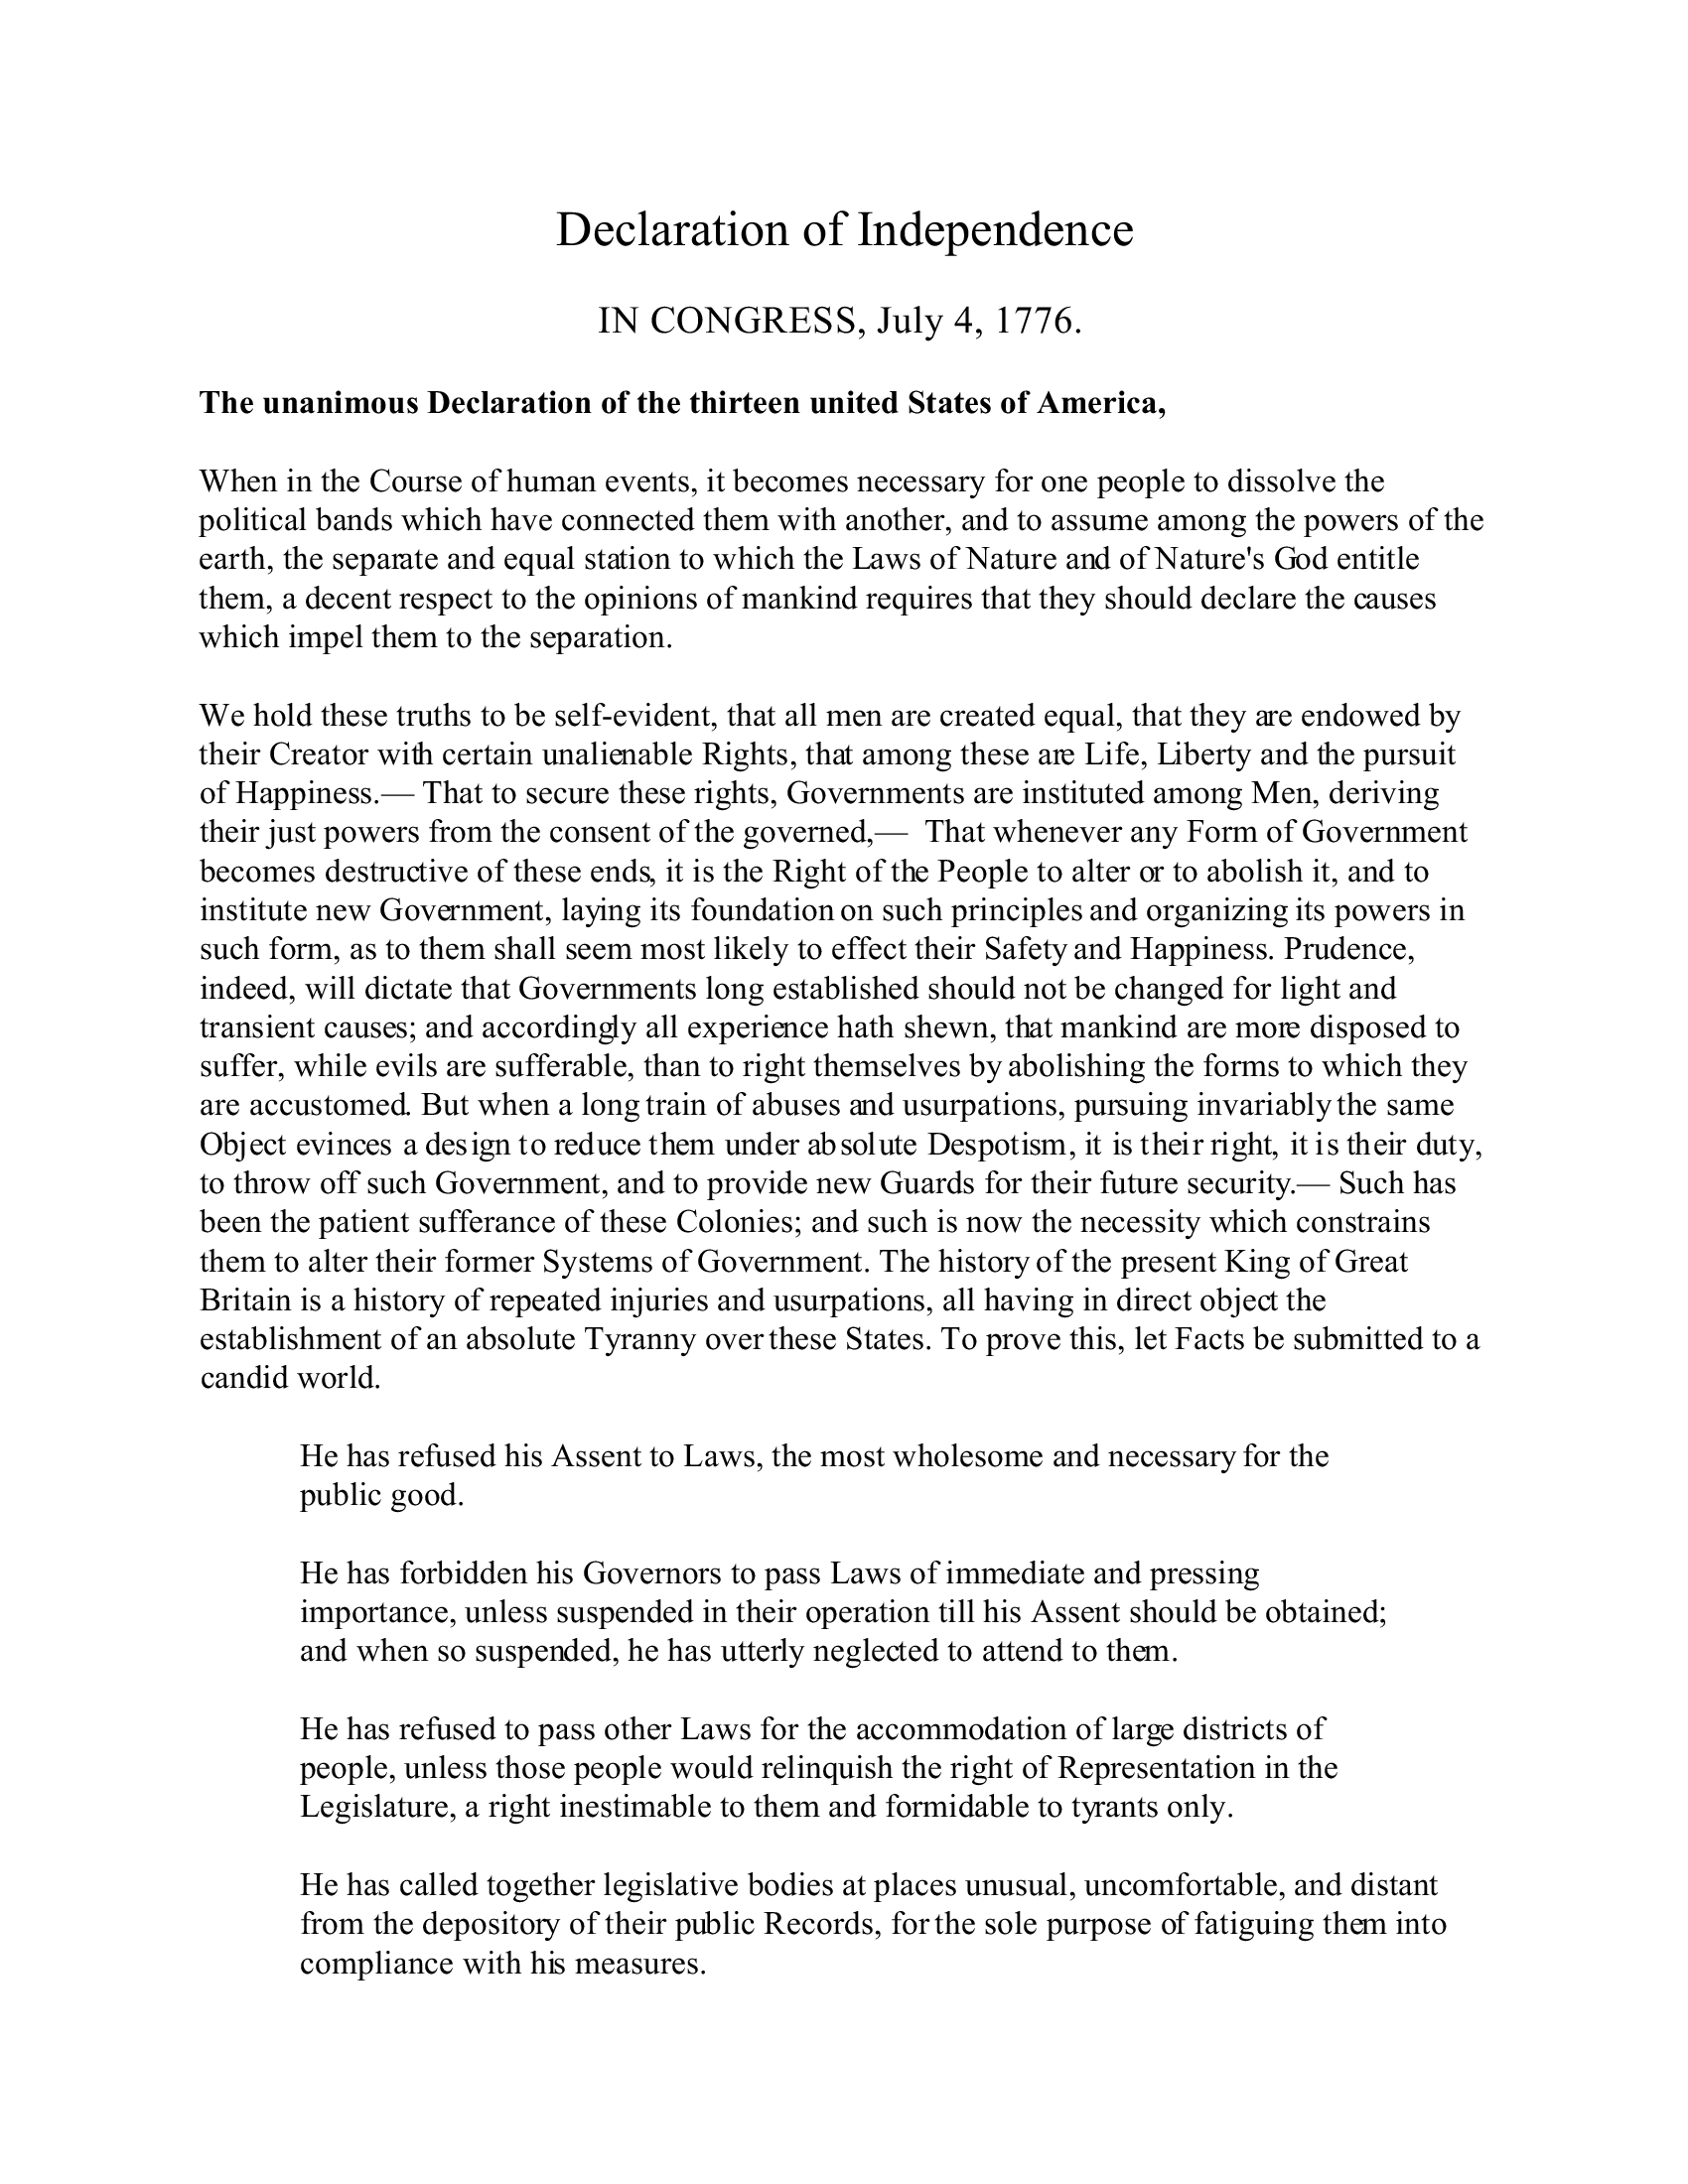 Declaration of Independence
IN CONGRESS, July 4, 1776.
The unanimous Declaration of the thirteen united States of America,
When in the Course of human events, it becomes necessary for one people to dissolve the
political bands which have connected them with another, and to assume among the powers of the
earth, the separate and equal station to which the Laws of Nature and of Nature's God entitle
them, a decent respect to the opinions of mankind requires that they should declare the causes
which impel them to the separation.
We hold these truths to be self-evident, that all men are created equal, that they are endowed by
their Creator with certain unalienable Rights, that among these are Life, Liberty and the pursuit
of Happiness.— That to secure these rights, Governments are instituted among Men, deriving
their just powers from the consent of the governed,— That whenever any Form of Government
becomes destructive of these ends, it is the Right of the People to alter or to abolish it, and to
institute new Government, laying its foundation on such principles and organizing its powers in
such form, as to them shall seem most likely to effect their Safety and Happiness. Prudence,
indeed, will dictate that Governments long established should not be changed for light and
transient causes; and accordingly all experience hath shewn, that mankind are more disposed to
suffer, while evils are sufferable, than to right themselves by abolishing the forms to which they
are accustomed. But when a long train of abuses and usurpations, pursuing invariably the same
Object evinces a design to reduce them under absolute Despotism, it is their right, it is their duty,
to throw off such Government, and to provide new Guards for their future security.— Such has
been the patient sufferance of these Colonies; and such is now the necessity which constrains
them to alter their former Systems of Government. The history of the present King of Great
Britain is a history of repeated injuries and usurpations, all having in direct object the
establishment of an absolute Tyranny over these States. To prove this, let Facts be submitted to a
candid world.
He has refused his Assent to Laws, the most wholesome and necessary for the
public good.
He has forbidden his Governors to pass Laws of immediate and pressing
importance, unless suspended in their operation till his Assent should be obtained;
and when so suspended, he has utterly neglected to attend to them.
He has refused to pass other Laws for the accommodation of large districts of
people, unless those people would relinquish the right of Representation in the
Legislature, a right inestimable to them and formidable to tyrants only.
He has called together legislative bodies at places unusual, uncomfortable, and distant
from the depository of their public Records, for the sole purpose of fatiguing them into
compliance with his measures.